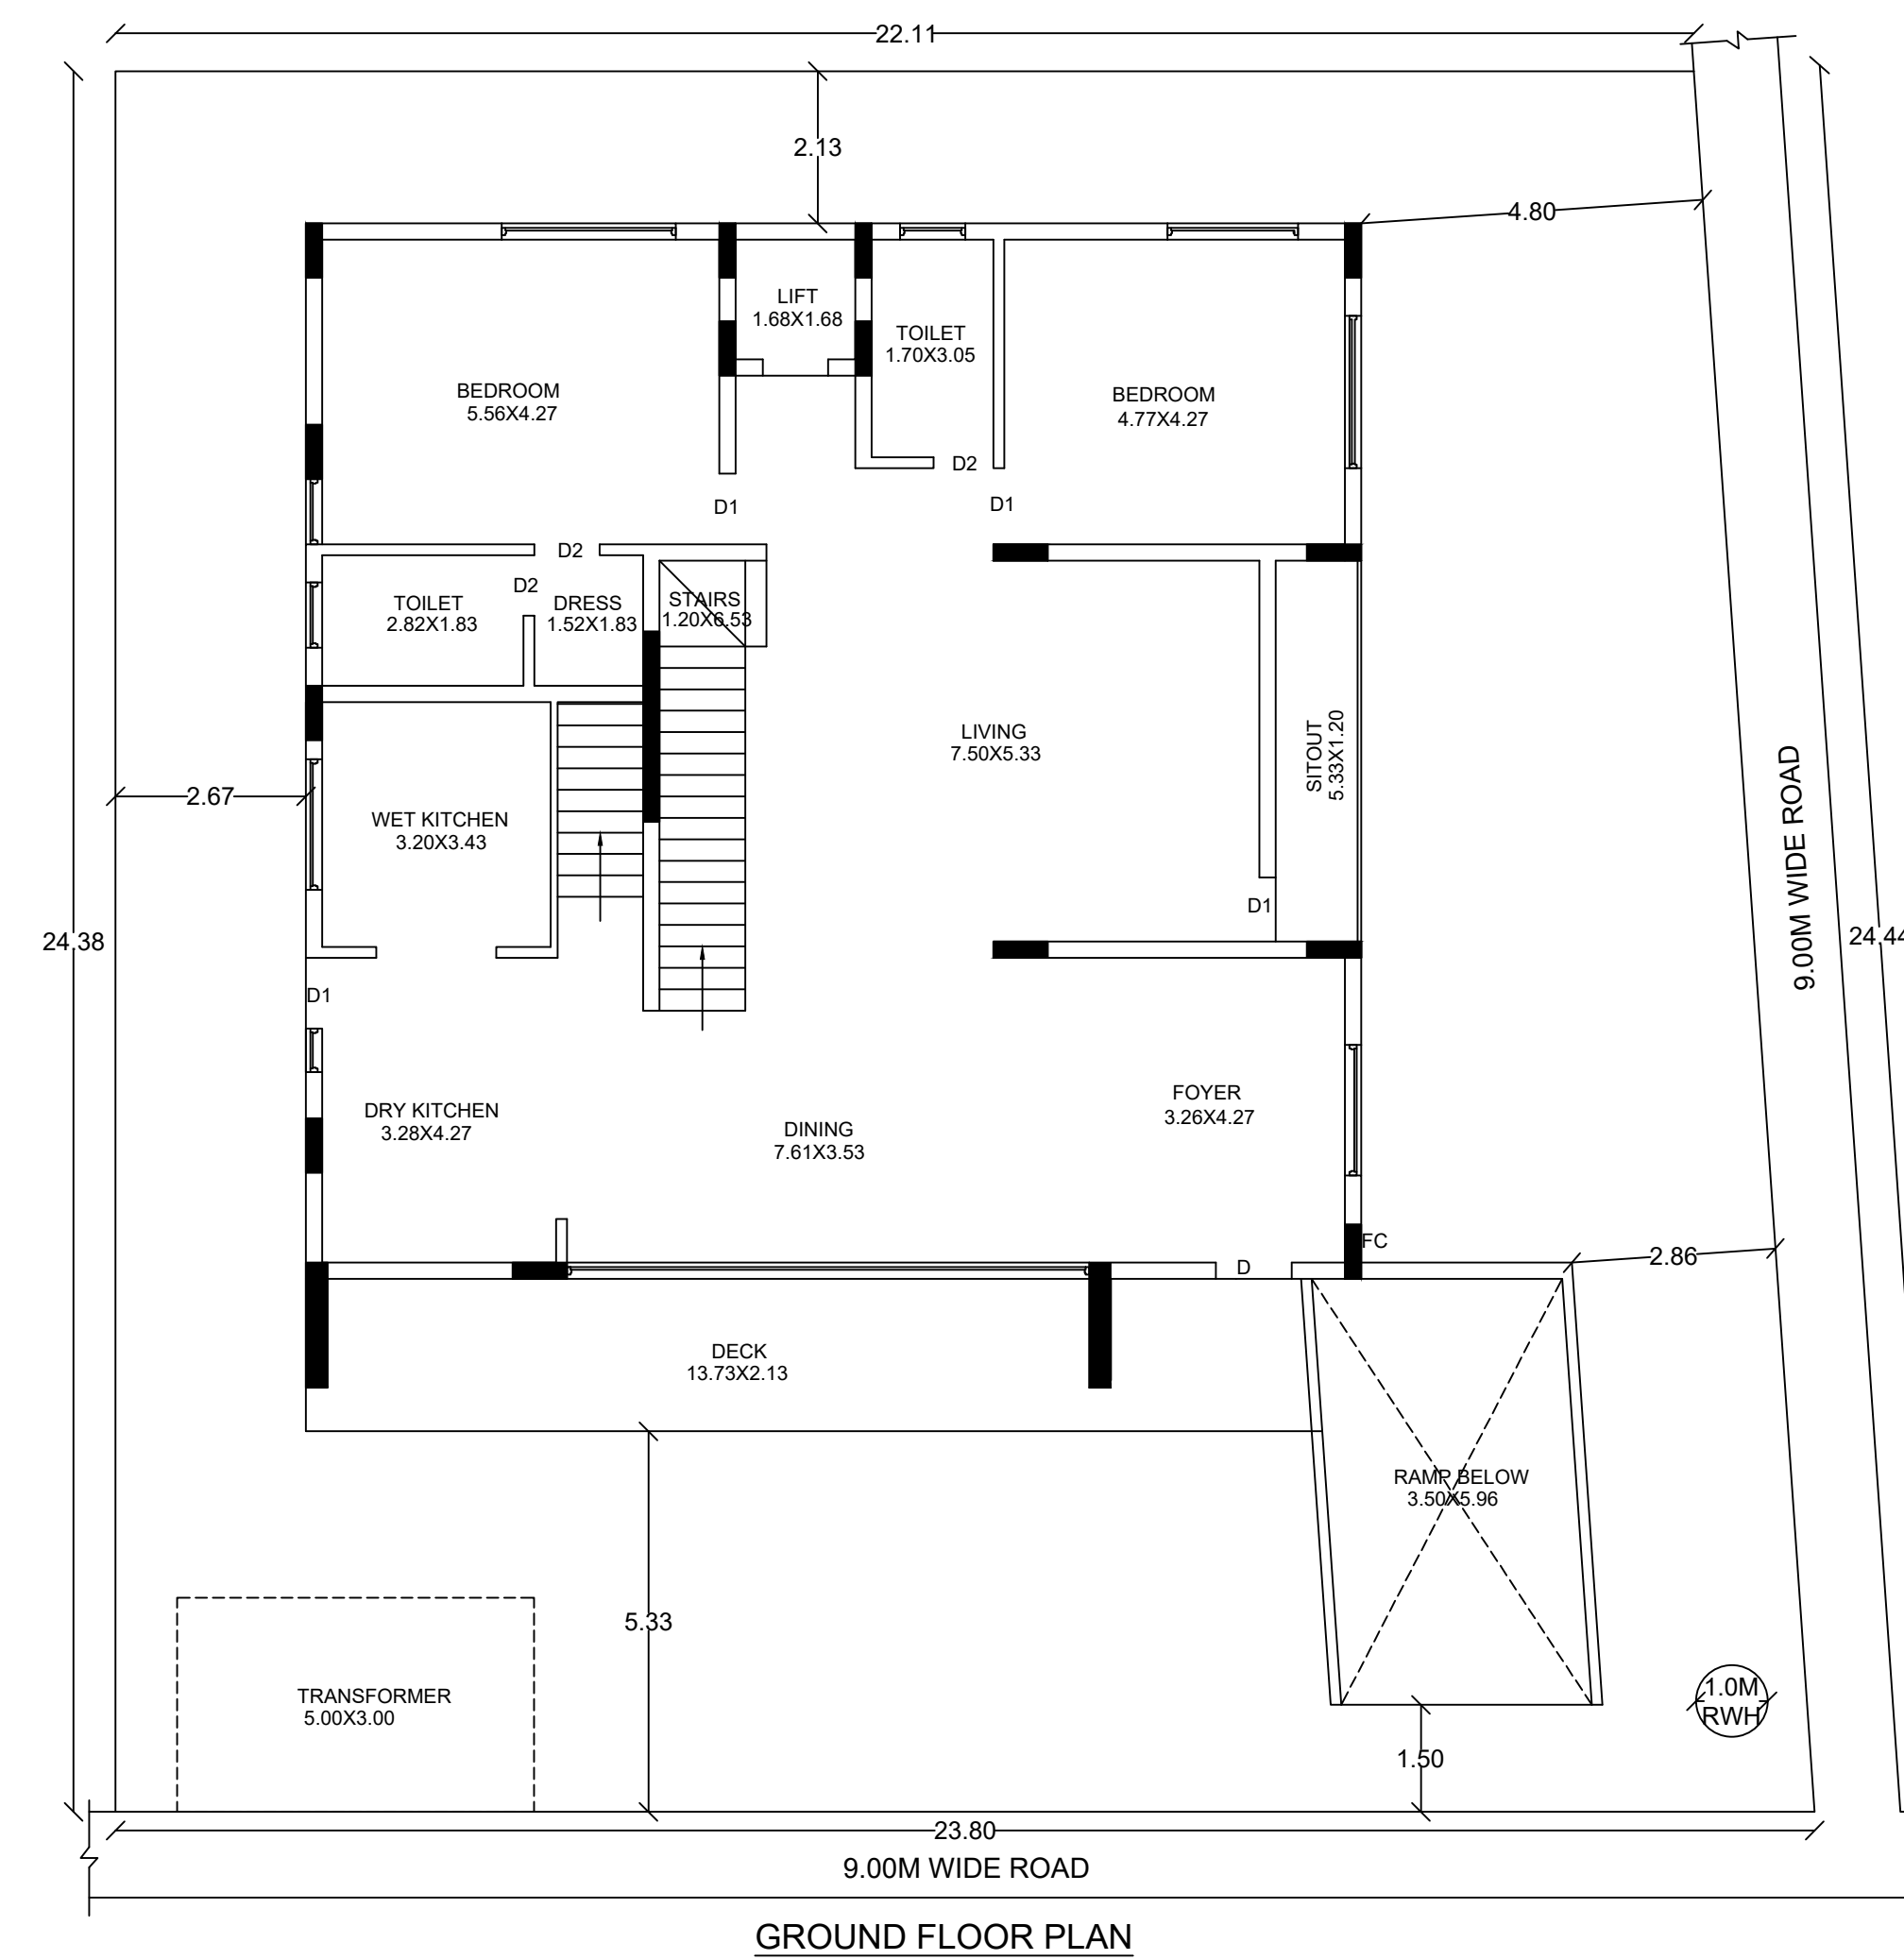 22.11
2.13
4.80
LIFT
1.68X1.68
TOILET
1.70X3.05
BEDROOM
5.56X4.27
BEDROOM
4.77X4.27
D2
D1
D1
D2
D2
TOILET
2.82X1.83
DRESS
1.52X1.83
STAIRS
1.20X6.53
LIVING
7.50X5.33
SITOUT
5.33X1.20
9.00M WIDE ROAD
2.67
WET KITCHEN
3.20X3.43
D1
24.38
24.44
D1
DRY KITCHEN
3.28X4.27
DINING
7.61X3.53
FOYER
3.26X4.27
FC
D
2.86
DECK
13.73X2.13
RAMP BELOW
3.50X5.96
5.33
TRANSFORMER
5.00X3.00
1.0M
RWH
1.50
23.80
9.00M WIDE ROAD
GROUND FLOOR PLAN